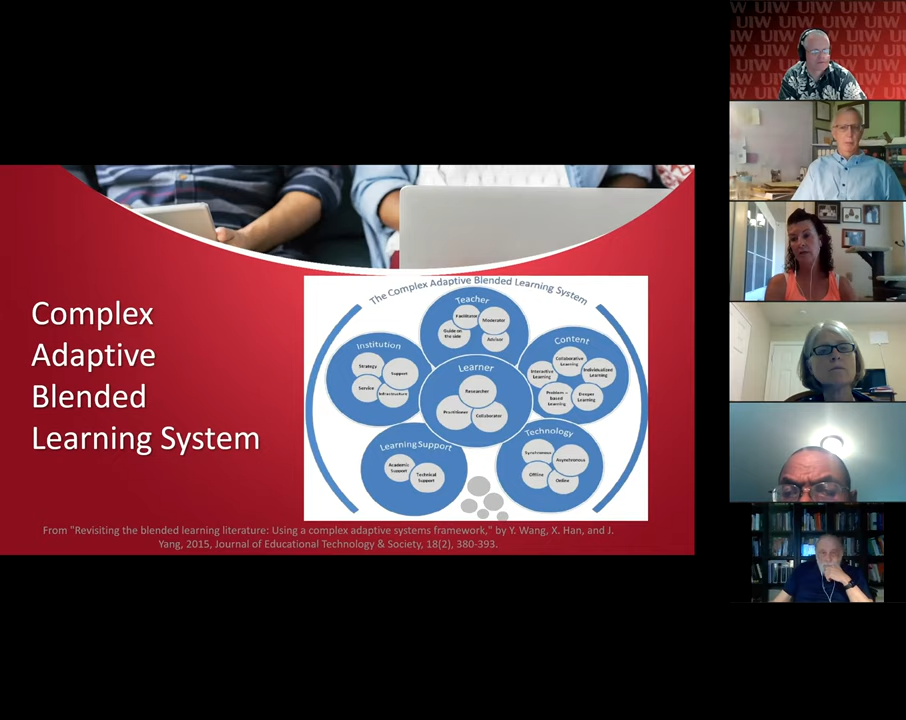 Complex
Adaptive
Blended
Learning System
The Complex Adaptive Blended Learning System
Teacher
Facilitator
Moderator
Guide on
the side
Advisor
Institution
Strategy
Support
Service
Infrastructure
Content
Collaborative
Learning
Interactive
Learning
Individualized
Learning
Problem –
based
Learning
Deeper
Learning
Learner
Researcher
Practitioner
Collaborator
Learning Support
Academic
Support
Technical
Support
Technology
Synchronous
Asynchronous
Offline
Online
From "Revisiting the blended learning literature: Using a complex adaptive systems framework," by Y. Wang, X. Han, and J.
Yang, 2015, Journal of Educational Technology & Society, 18(2), 380-393.
W UIW UIW UIW
UIW UIW
UIW
UIW